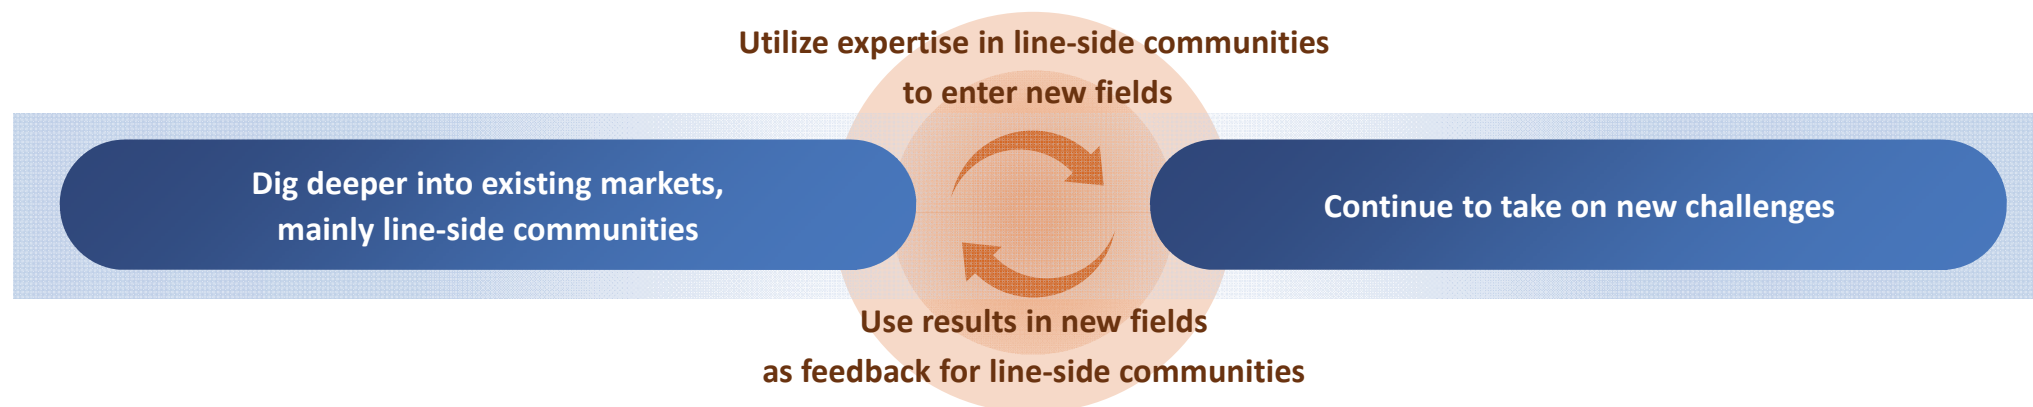 Utilize expertise in line-side communities
to enter new fields
Dig deeper into existing markets,
mainly line-side communities
Continue to take on new challenges
Use results in new fields
as feedback for line-side communities